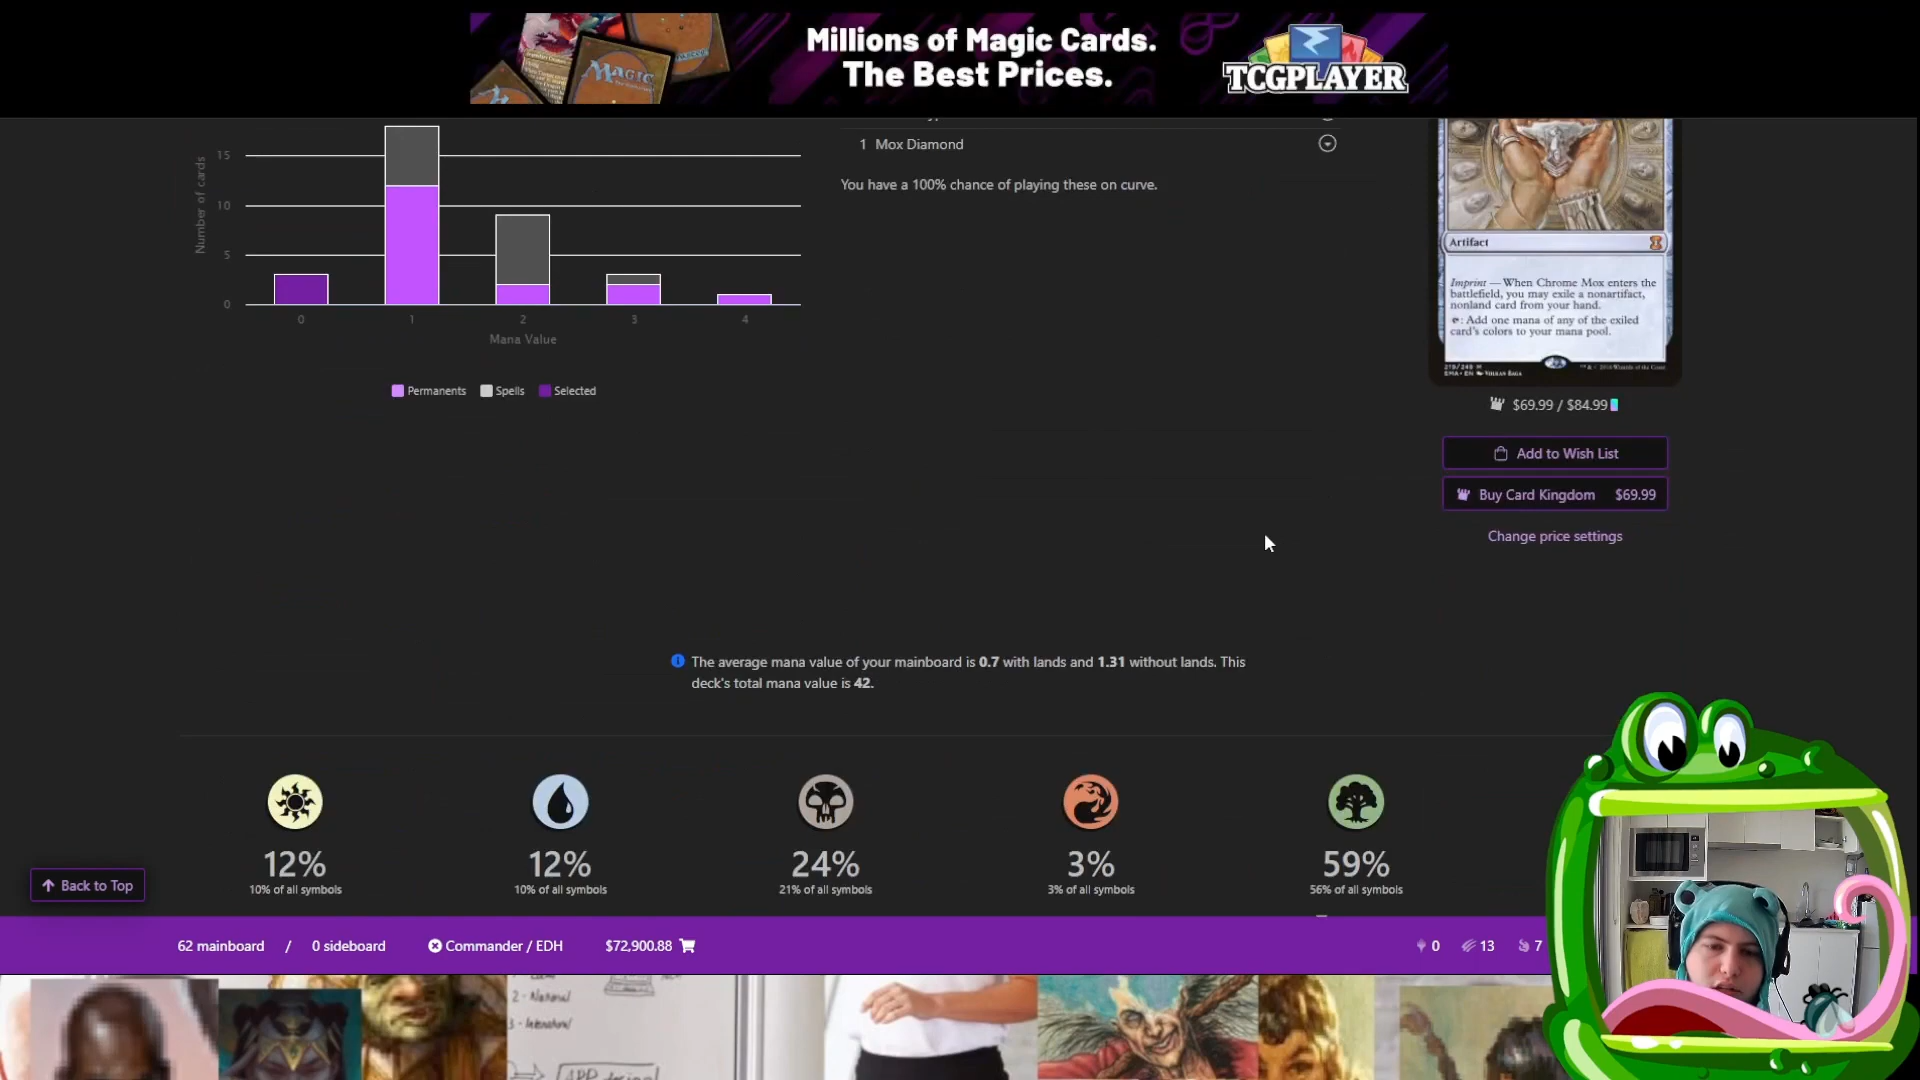 Millions of Magic Cards.
The Best Prices.
TCGPLAYER
MAGIC
Number of cards
15
10
5
0
0 1 2 3 4
Mana Value
Permanents Spells Selected
1 Mox Diamond
You have a 100% chance of playing these on curve.
Artifact
Imprint — When Chrome Mox enters the
battlefield, you may exile a nonartifact,
nonland card from your hand.
: Add one mana of any of the exiled
card's colors to your mana pool.
$69.99 / $84.99
Add to Wish List
Buy Card Kingdom $69.99
Change price settings
The average mana value of your mainboard is 0.7 with lands and 1.31 without lands. This
deck's total mana value is 42.
12% 12% 24% 3% 59%
10% of all symbols 10% of all symbols 21% of all symbols 3% of all symbols 56% of all symbols
Back to Top
62 mainboard / 0 sideboard Commander / EDH $72,900.88 0 13 7
2 - National
3 - International